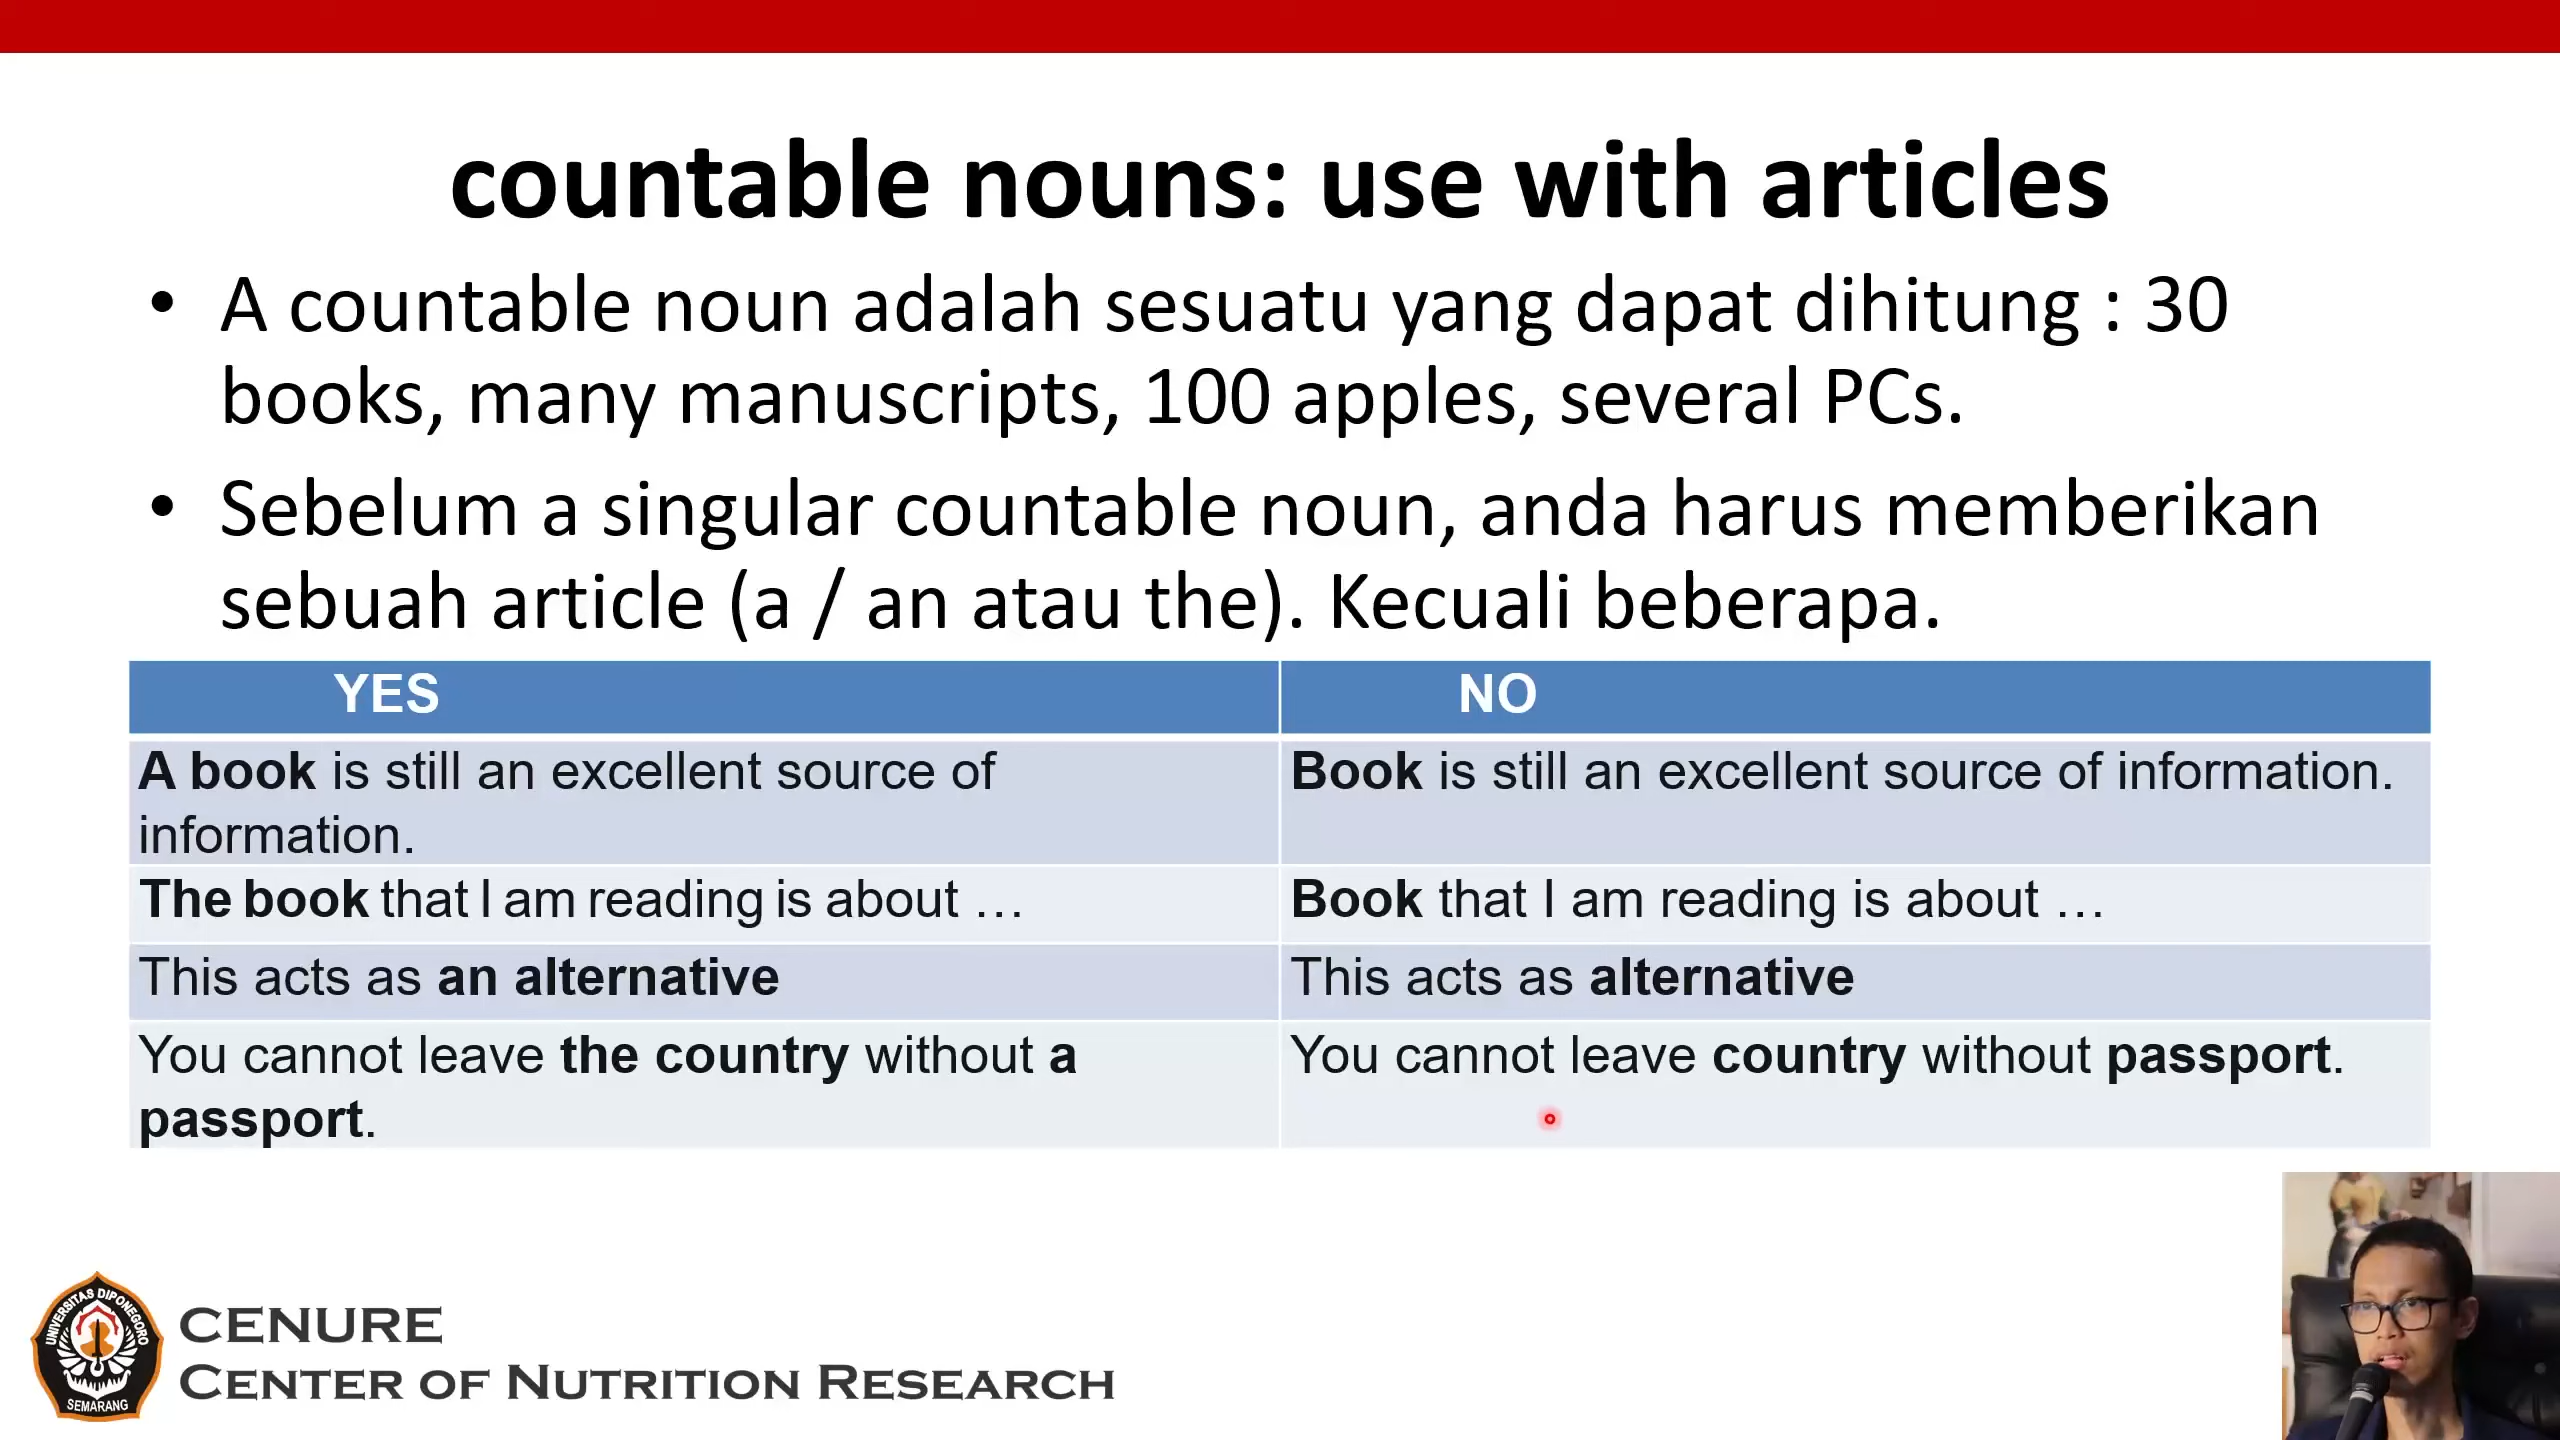 countable nouns: use with articles
• A countable noun adalah sesuatu yang dapat dihitung : 30
books, many manuscripts, 100 apples, several PCs.
• Sebelum a singular countable noun, anda harus memberikan
sebuah article (a / an atau the). Kecuali beberapa.
YES
NO
A book is still an excellent source of
information.
Book is still an excellent source of information.
The book that I am reading is about …
Book that I am reading is about …
This acts as an alternative
This acts as alternative
You cannot leave the country without a
passport.
You cannot leave country without passport.
UNIVERSITAS DIPONEGORO
SEMARANG
CENURE
CENTER OF NUTRITION RESEARCH